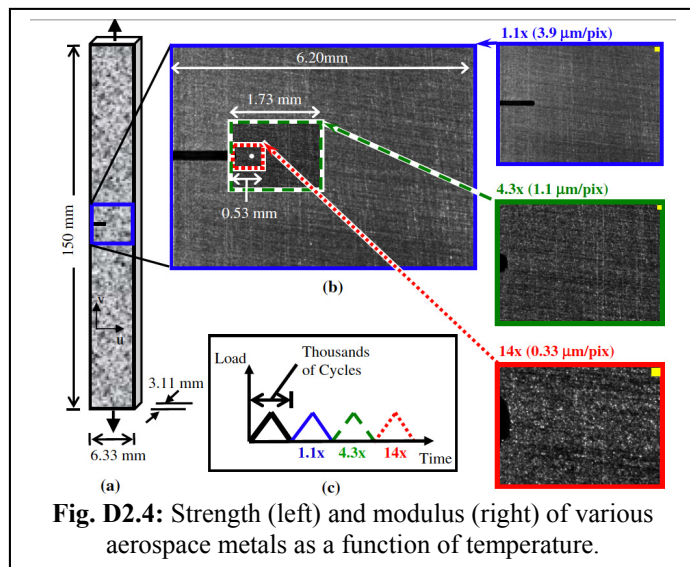 1.1x (3.9 μm/pix)
6.20mm
1.73 mm
0.53 mm
(b)
4.3x (1.1 μm/pix)
150 mm
v
u
3.11 mm
6.33 mm
(a)
Load
Thousands
of Cycles
1.1x 4.3x 14x
Time
(c)
14x (0.33 μm/pix)
Fig. D2.4: Strength (left) and modulus (right) of various
aerospace metals as a function of temperature.